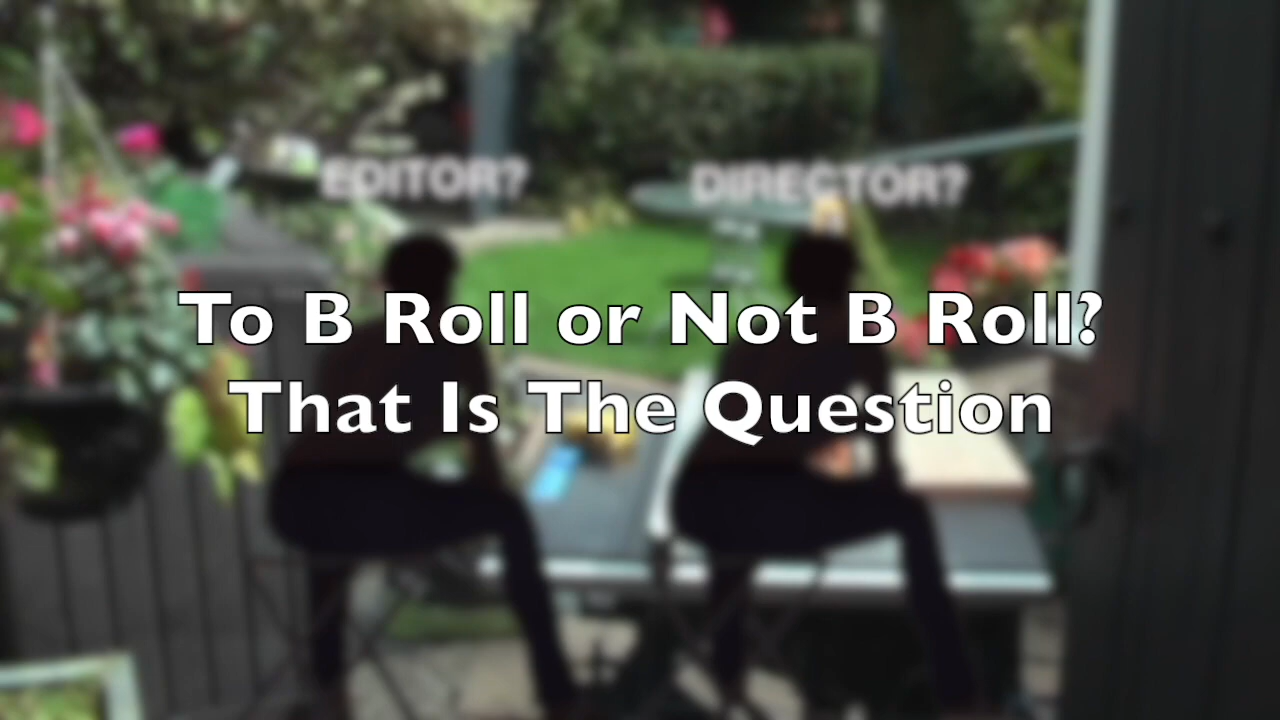 EDITOR? DIRECTOR?
To B Roll or Not B Roll?
That Is The Question